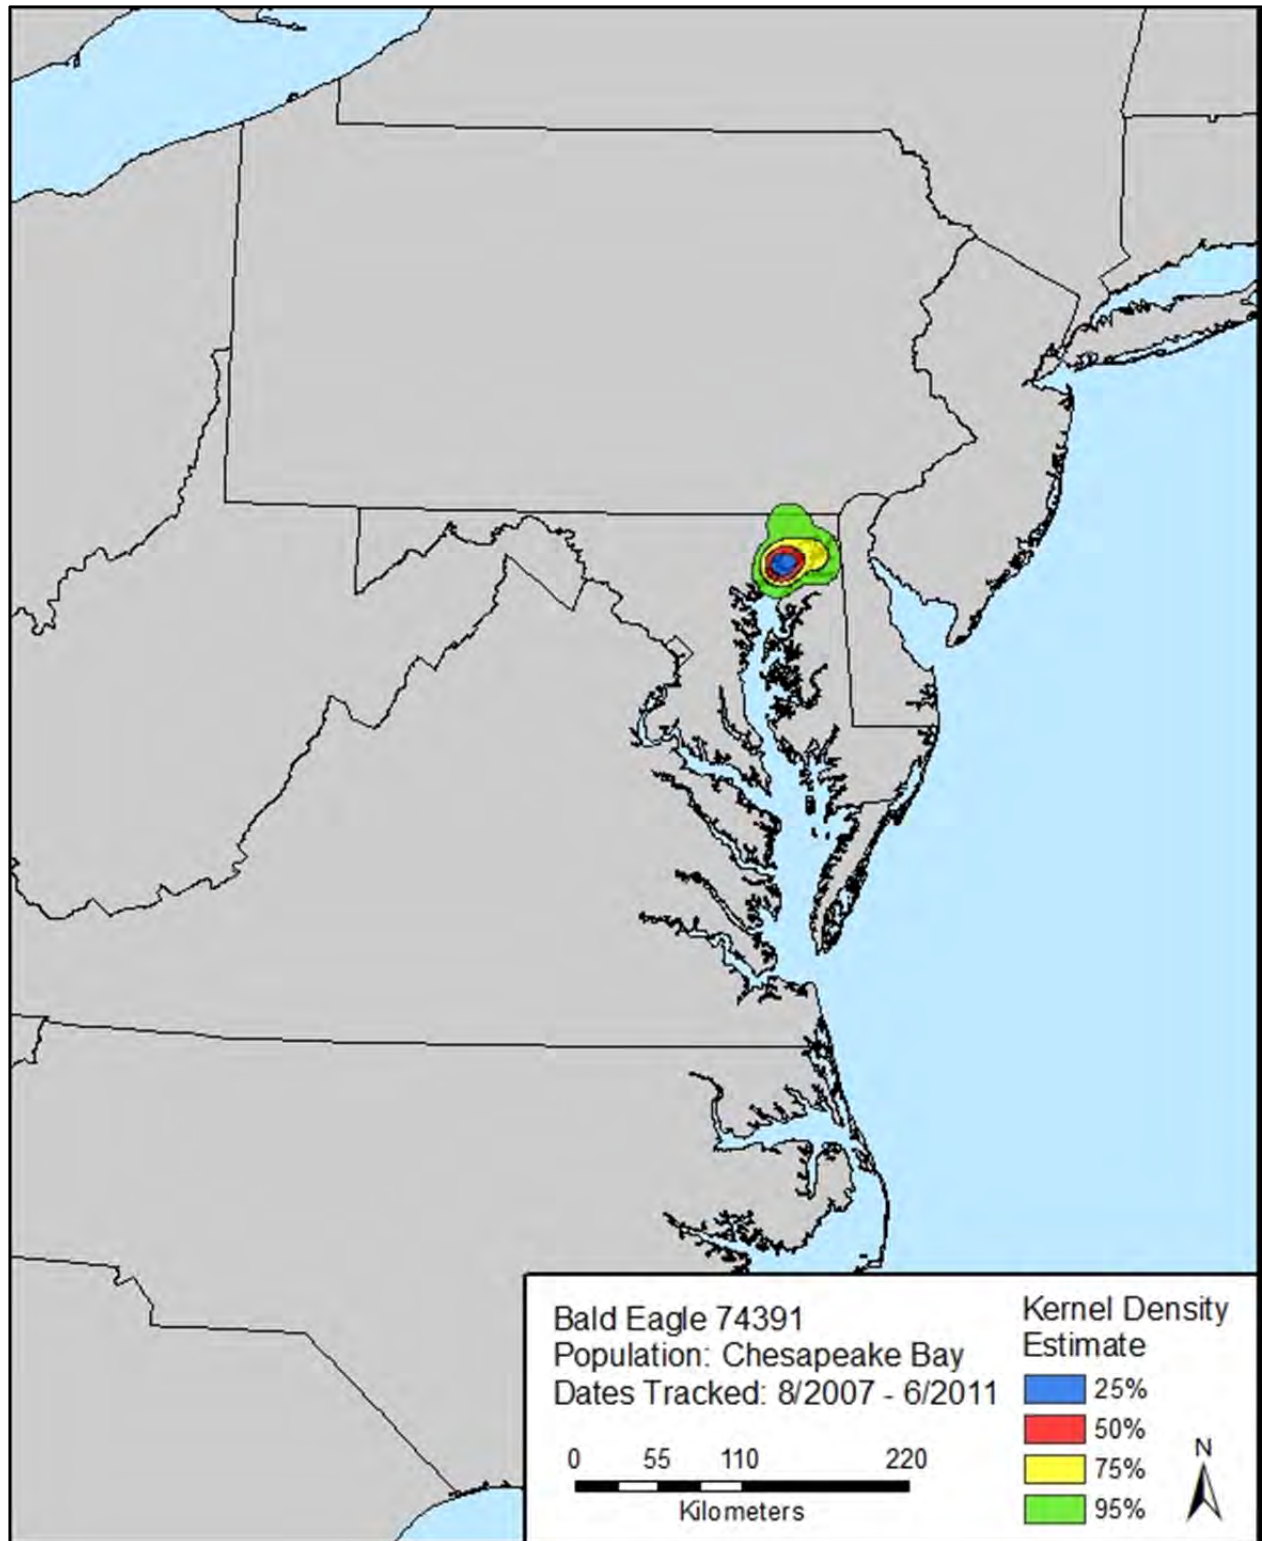 Bald Eagle 74391
Population: Chesapeake Bay
Dates Tracked: 8/2007 - 6/2011
0 55 110 220
Kilometers
Kernel Density
Estimate
25%
50%
75%
95%
N